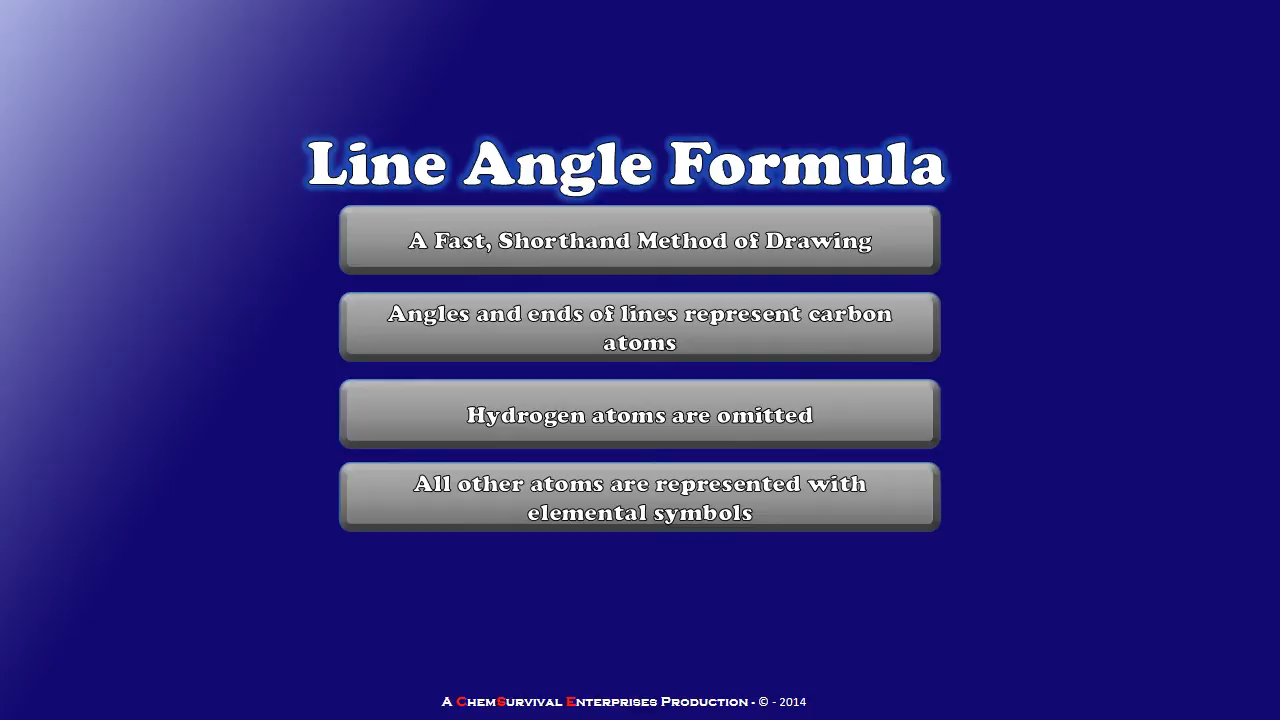 Line Angle Formula
A Fast, Shorthand Method of Drawing
Angles and ends of lines represent carbon
atoms
Hydrogen atoms are omitted
All other atoms are represented with
elemental symbols
A ChemSurvival Enterprises Production - © - 2014